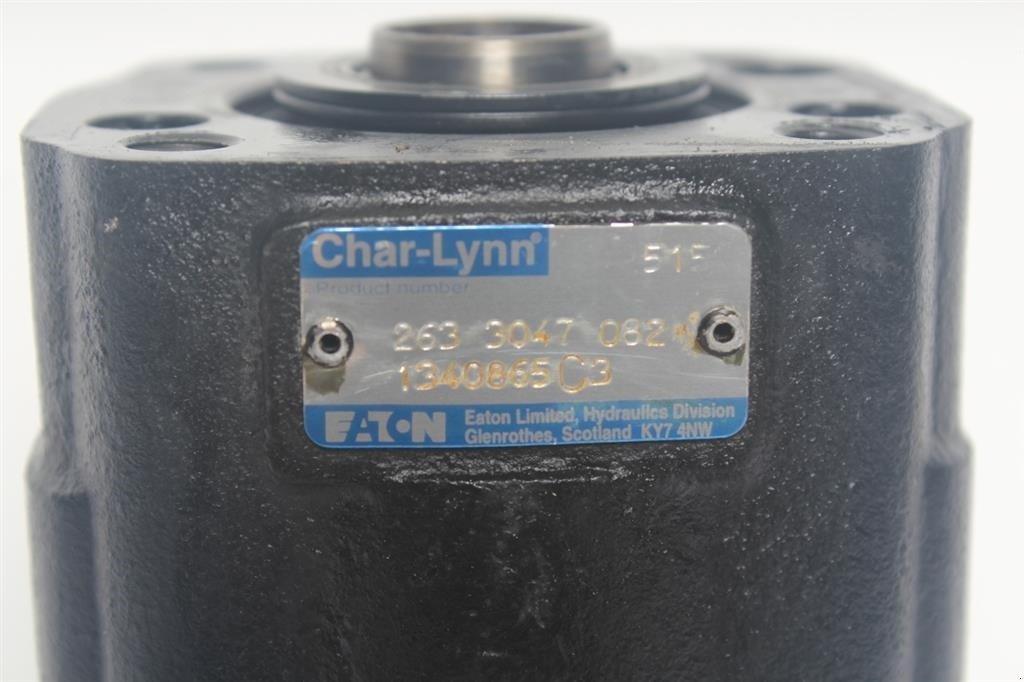 Char-Lynn®
515
Product number
263 3047 082
1340865C3
EATON
Eaton Limited, Hydraulics Division
Glenrothes, Scotland KY7 4NW